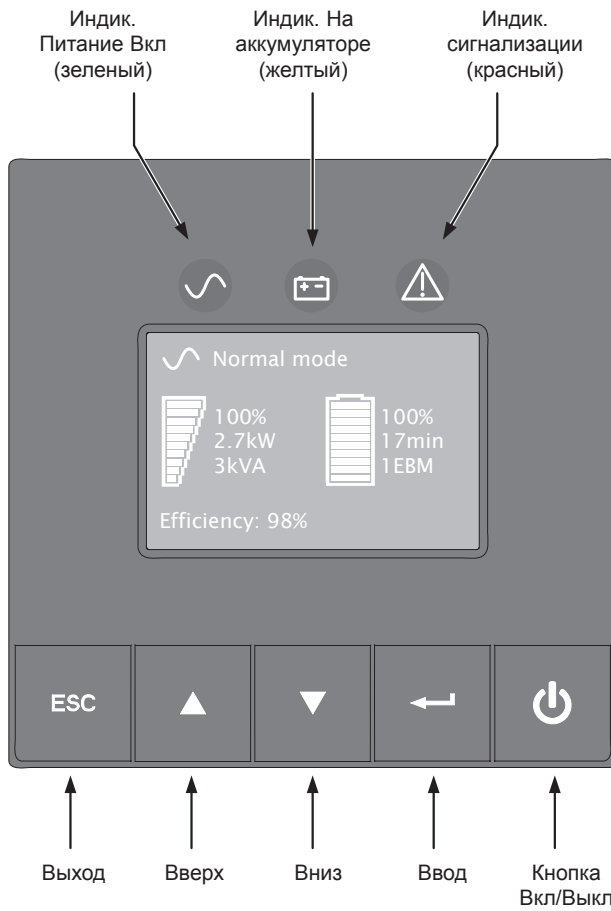 Индик.
Питание Вкл
(зеленый)
Индик. На
аккумуляторе
(желтый)
Индик.
сигнализации
(красный)
Normal mode
100%
2.7kW
3kVA
100%
17min
1EBM
Efficiency: 98%
ESC
Выход
Вверх
Вниз
Ввод
Кнопка
Вкл/Выкл